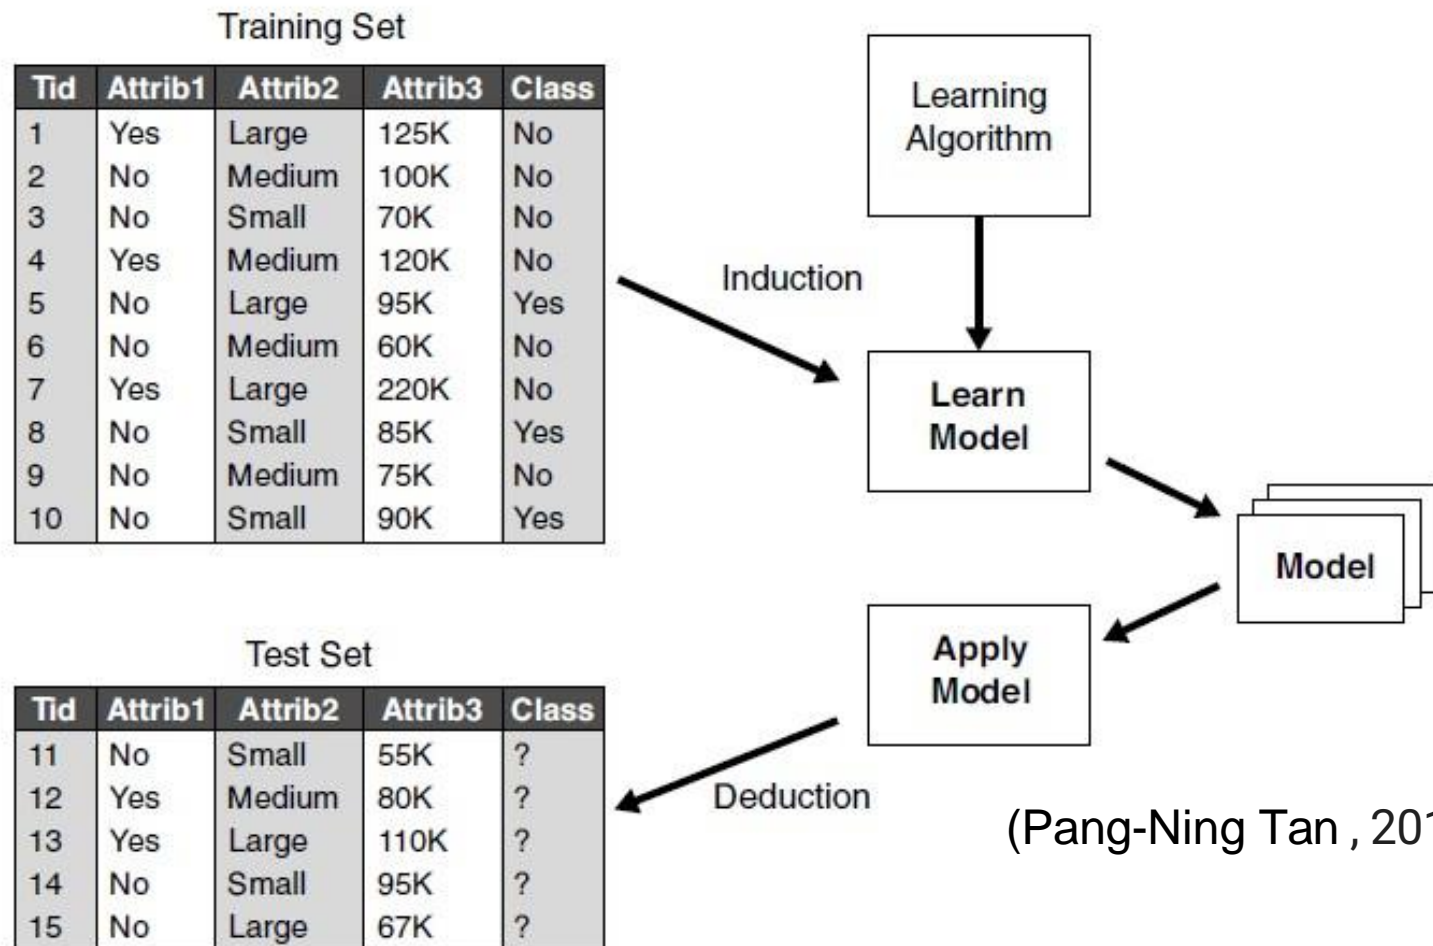 Training Set
Tid Attrib1 Attrib2 Attrib3 Class
1 Yes Large 125K No
2 No Medium 100K No
3 No Small 70K No
4 Yes Medium 120K No
5 No Large 95K Yes
6 No Medium 60K No
7 Yes Large 220K No
8 No Small 85K Yes
9 No Medium 75K No
10 No Small 90K Yes
Learning
Algorithm
Induction
Learn
Model
Model
Apply
Model
Deduction
Test Set
Tid Attrib1 Attrib2 Attrib3 Class
11 No Small 55K ?
12 Yes Medium 80K ?
13 Yes Large 110K ?
14 No Small 95K ?
15 No Large 67K ?
(Pang-Ning Tan ,